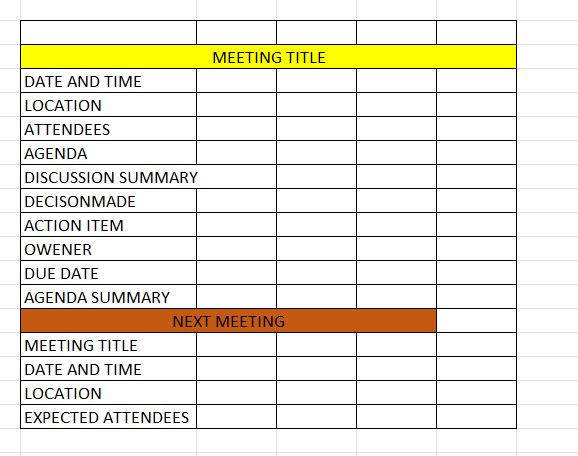 MEETING TITLE
DATE AND TIME
LOCATION
ATTENDEES
AGENDA
DISCUSSION SUMMARY
DECISONMADE
ACTION ITEM
OWENER
DUE DATE
AGENDA SUMMARY
NEXT MEETING
MEETING TITLE
DATE AND TIME
LOCATION
EXPECTED ATTENDEES